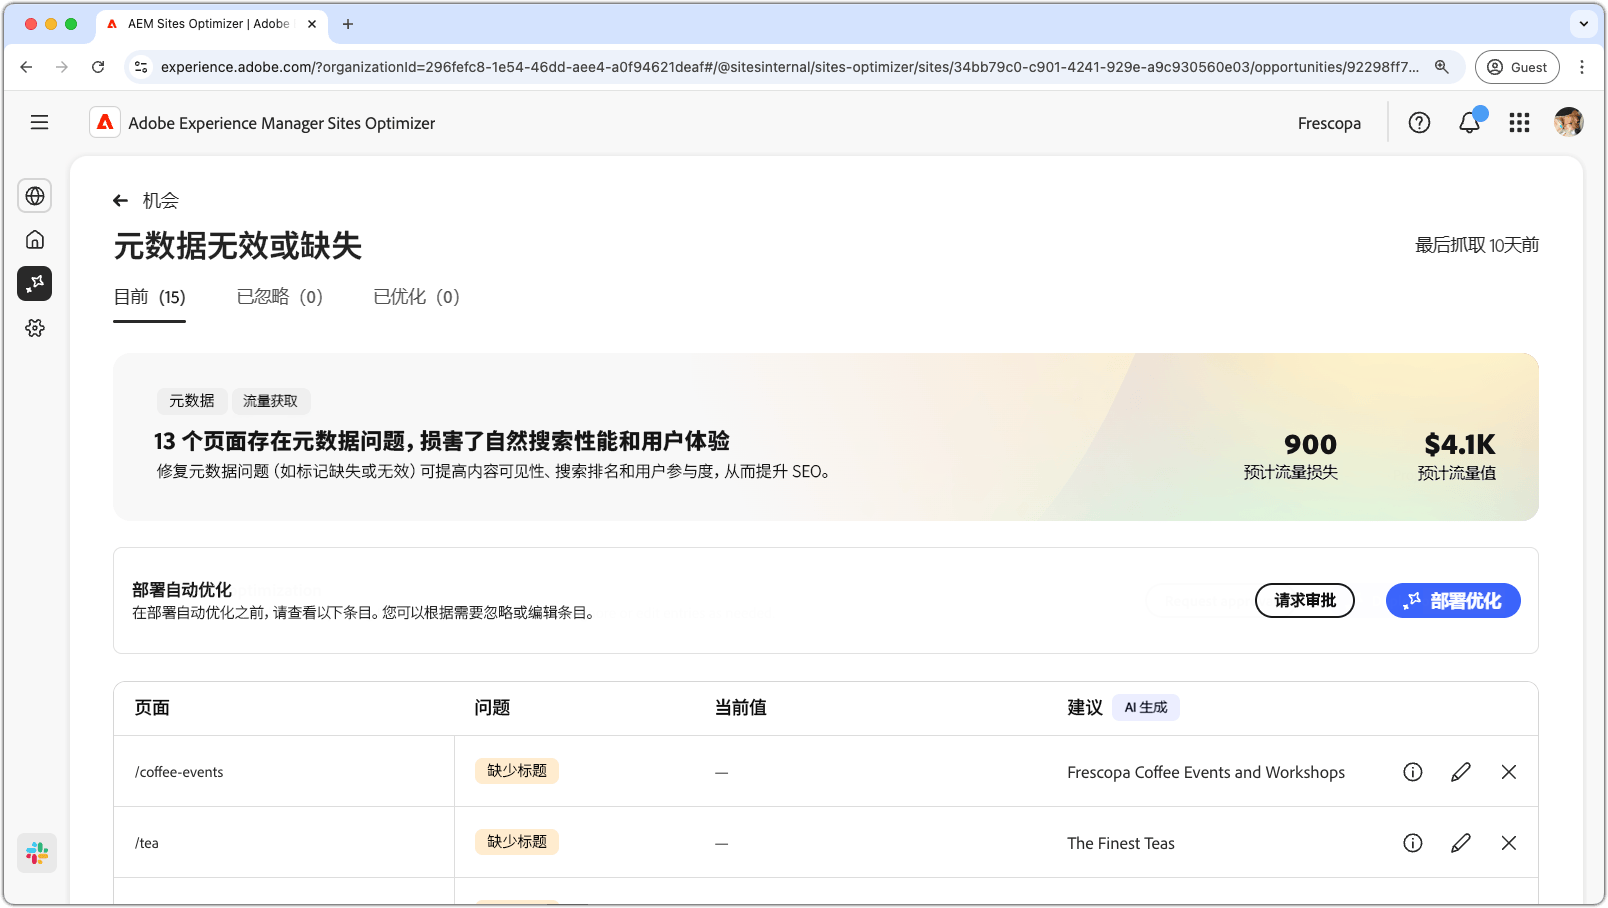 AEM Sites Optimizer | Adobe
experience.adobe.com/?organizationId=296fefc8-1e54-46dd-aee4-a0f94621deaf#/@sitesinternal/sites-optimizer/sites/34bb79c0-c901-4241-929e-a9c930560e03/opportunities/92298ff7...
Guest
Adobe Experience Manager Sites Optimizer
Frescopa
机会
元数据无效或缺失
最后抓取 10天前
目前 (15)
已忽略 (0)
已优化 (0)
元数据
流量获取
13 个页面存在元数据问题，损害了自然搜索性能和用户体验
修复元数据问题（如标记缺失或无效）可提高内容可见性、搜索排名和用户参与度，从而提升 SEO。
900
预计流量损失
$4.1K
预计流量值
部署自动优化
在部署自动优化之前，请查看以下条目。您可以根据需要忽略或编辑条目。
请求审批
部署优化
页面
问题
当前值
建议
AI 生成
/coffee-events
缺少标题
—
Frescopa Coffee Events and Workshops
/tea
缺少标题
—
The Finest Teas